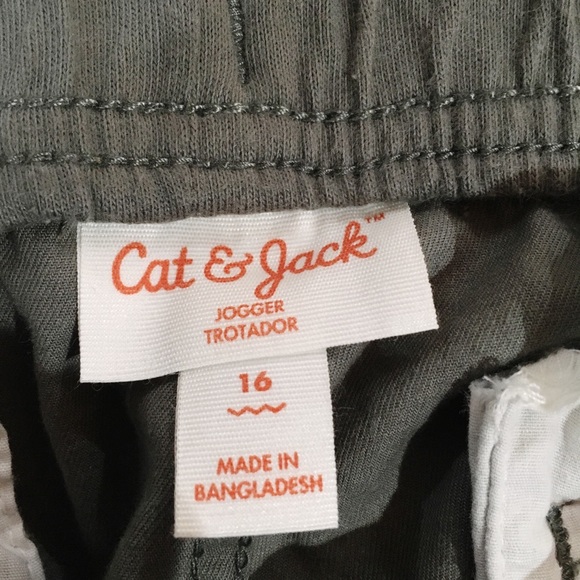 Cat & Jack™
JOGGER
TROTADOR
16
MADE IN
BANGLADESH